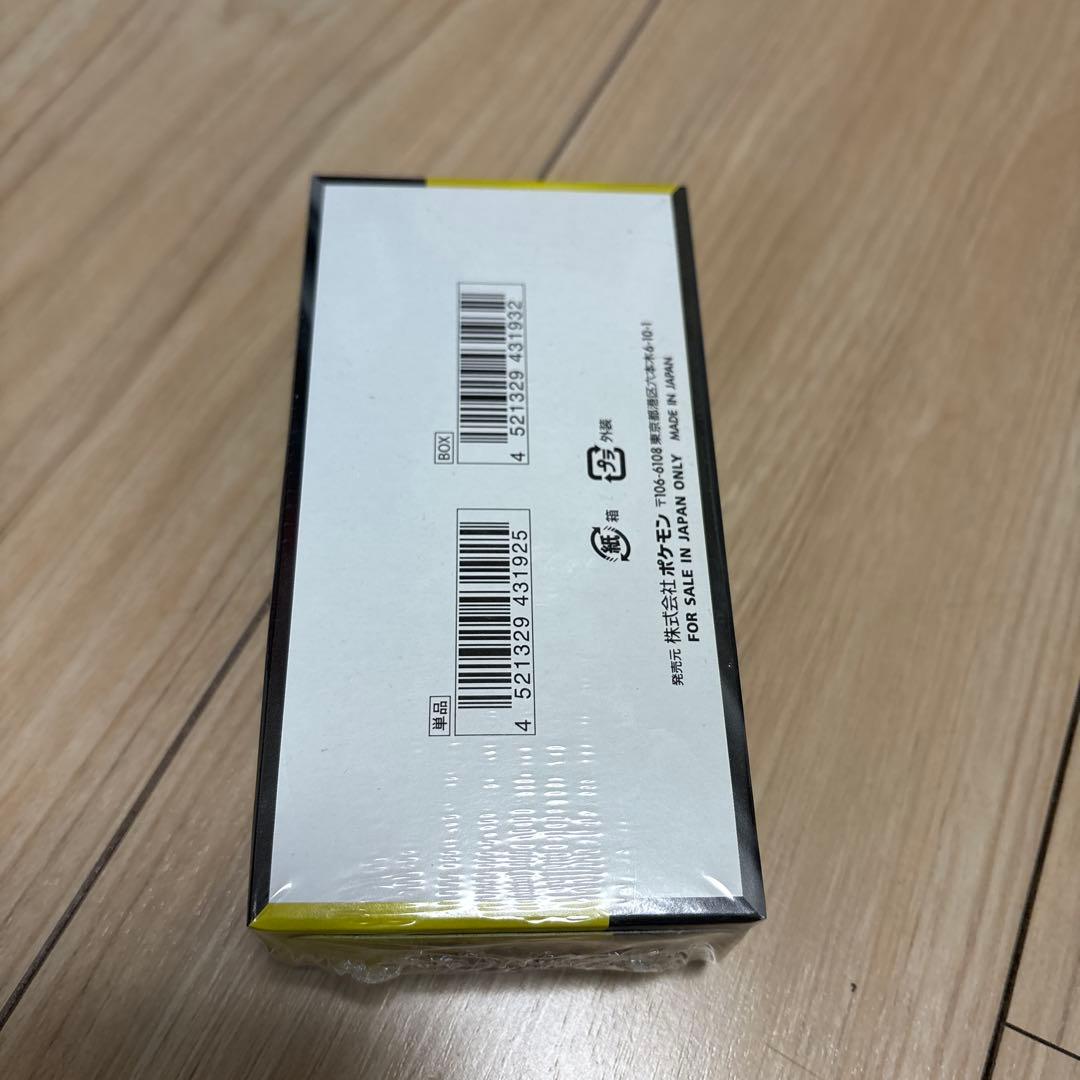 単品
4 521329 431925
BOX
4 521329 431932
紙 箱
プラ 外装
発売元 株式会社ポケモン 〒106-6108 東京都港区六本木6-10-1
FOR SALE IN JAPAN ONLY MADE IN JAPAN